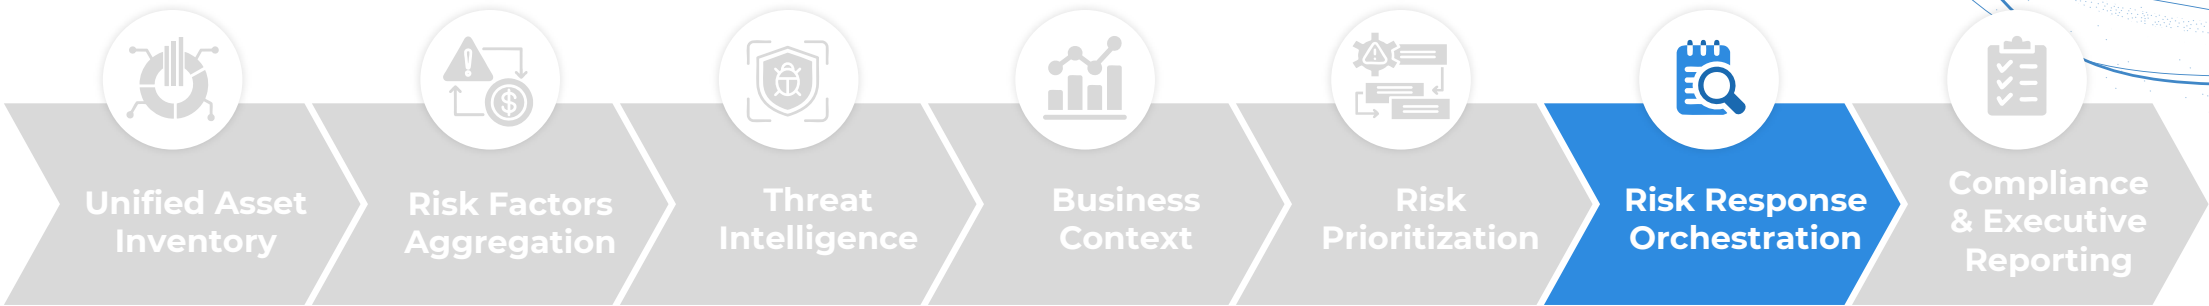 Unified Asset
Inventory
Risk Factors
Aggregation
Threat
Intelligence
Business
Context
Risk
Prioritization
Risk Response
Orchestration
Compliance
& Executive
Reporting